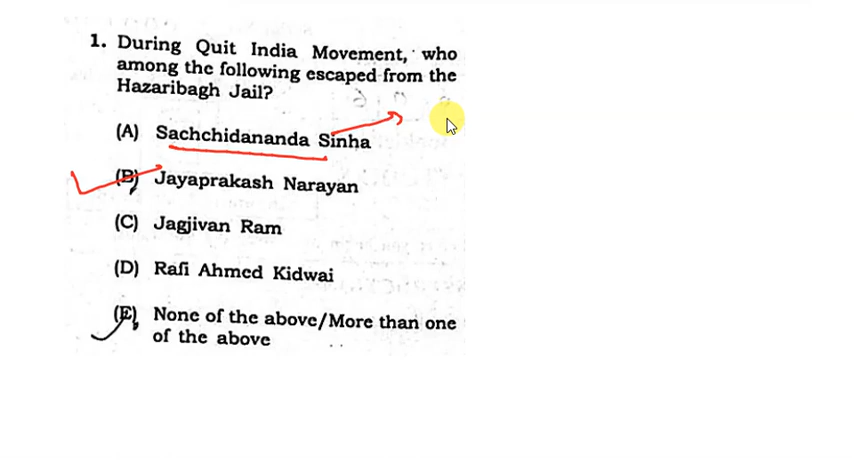 1. During Quit India Movement, who
among the following escaped from the
Hazaribagh Jail?
(A) Sachchidananda Sinha
(B) Jayaprakash Narayan
(C) Jagjivan Ram
(D) Rafi Ahmed Kidwai
(E) None of the above/More than one
of the above